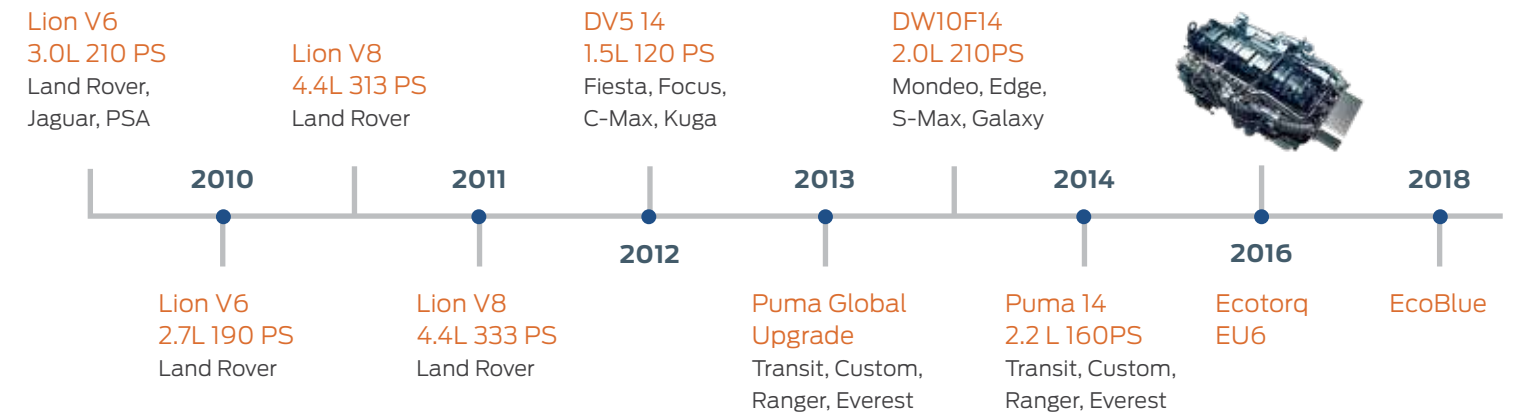 Lion V6
3.0L 210 PS
Land Rover,
Jaguar, PSA
Lion V8
4.4L 313 PS
Land Rover
DV5 14
1.5L 120 PS
Fiesta, Focus,
C-Max, Kuga
DW10F14
2.0L 210PS
Mondeo, Edge,
S-Max, Galaxy
2010
2011
2013
2014
2018
2012
2016
Lion V6
2.7L 190 PS
Land Rover
Lion V8
4.4L 333 PS
Land Rover
Puma Global
Upgrade
Transit, Custom,
Ranger, Everest
Puma 14
2.2 L 160PS
Transit, Custom,
Ranger, Everest
Ecotorq
EU6
EcoBlue